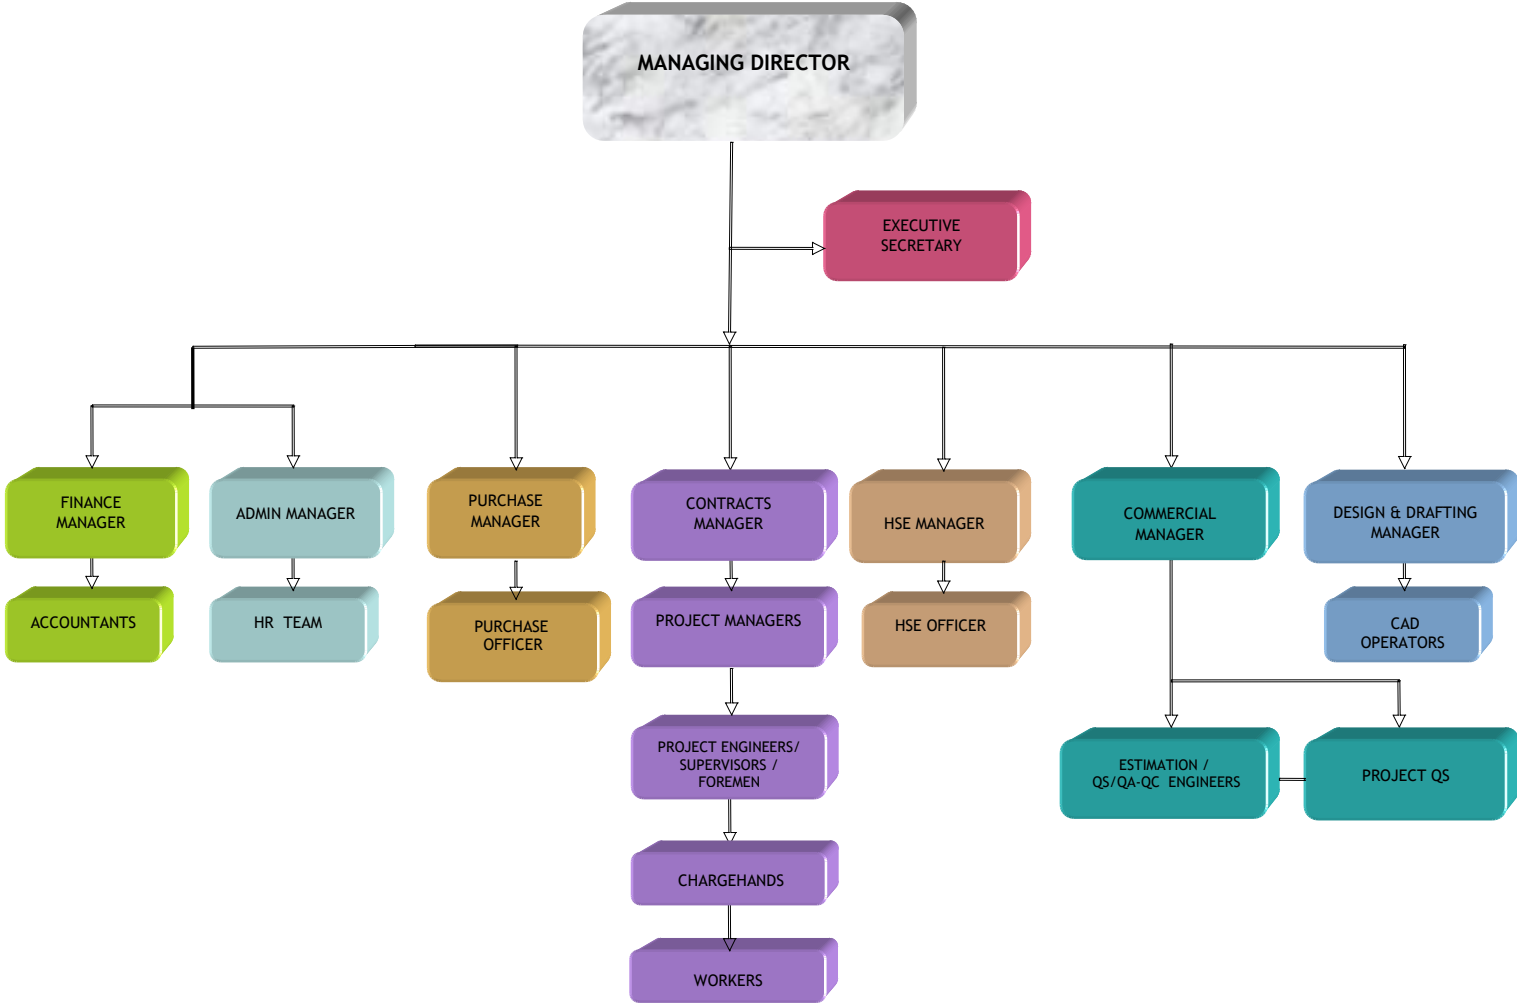 MANAGING DIRECTOR
EXECUTIVE
SECRETARY
FINANCE
MANAGER
ADMIN MANAGER
PURCHASE
MANAGER
CONTRACTS
MANAGER
HSE MANAGER
COMMERCIAL
MANAGER
DESIGN & DRAFTING
MANAGER
ACCOUNTANTS
HR TEAM
PURCHASE
OFFICER
PROJECT MANAGERS
HSE OFFICER
CAD
OPERATORS
PROJECT ENGINEERS/
SUPERVISORS /
FOREMEN
ESTIMATION /
QS/QA-QC ENGINEERS
PROJECT QS
CHARGEHANDS
WORKERS